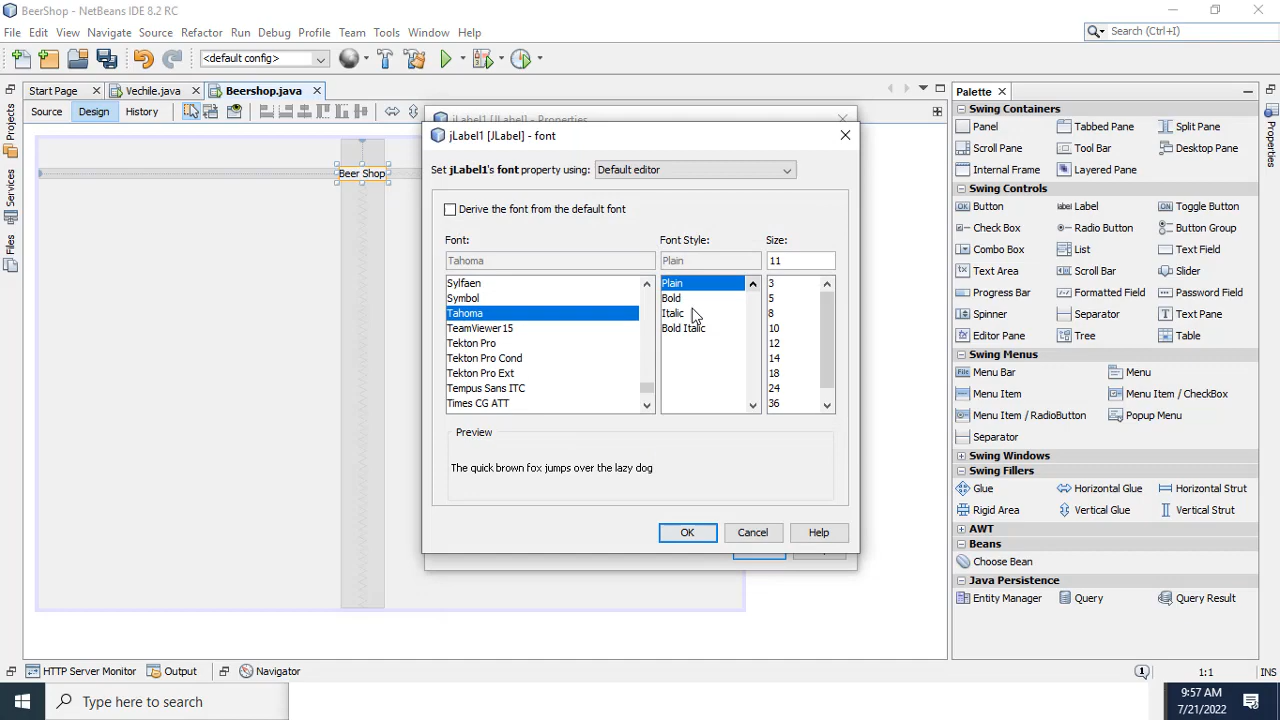 BeerShop - NetBeans IDE 8.2 RC
File Edit View Navigate Source Refactor Run Debug Profile Team Tools Window Help
Search (Ctrl+I)
<default config>
Start Page Vechile.java Beershop.java
Source Design History
Projects
Services
Files
Beer Shop
jLabel1 [JLabel] - Properties
jLabel1 [JLabel] - font
Set jLabel1's font property using: Default editor
Derive the font from the default font
Font: Font Style: Size:
Tahoma Plain 11
Sylfaen Plain 3
Symbol Bold 5
Tahoma Italic 8
TeamViewer15 Bold Italic 10
Tekton Pro 12
Tekton Pro Cond 14
Tekton Pro Ext 18
Tempus Sans ITC 24
Times CG ATT 36
Preview
The quick brown fox jumps over the lazy dog
OK Cancel Help
Palette
Swing Containers
Panel Tabbed Pane Split Pane
Scroll Pane Tool Bar Desktop Pane
Internal Frame Layered Pane
Swing Controls
OK Button label Label ON Toggle Button
Check Box Radio Button Button Group
Combo Box List Text Field
Text Area Scroll Bar Slider
Progress Bar Formatted Field Password Field
Spinner Separator Text Pane
Editor Pane Tree Table
Swing Menus
Menu Bar Menu
Menu Item Menu Item / CheckBox
Menu Item / RadioButton Popup Menu
Separator
Swing Windows
Swing Fillers
Glue Horizontal Glue Horizontal Strut
Rigid Area Vertical Glue Vertical Strut
AWT
Beans
Choose Bean
Java Persistence
Entity Manager Query Query Result
Properties
HTTP Server Monitor Output Navigator
1 1:1 INS
Type here to search
9:57 AM
7/21/2022